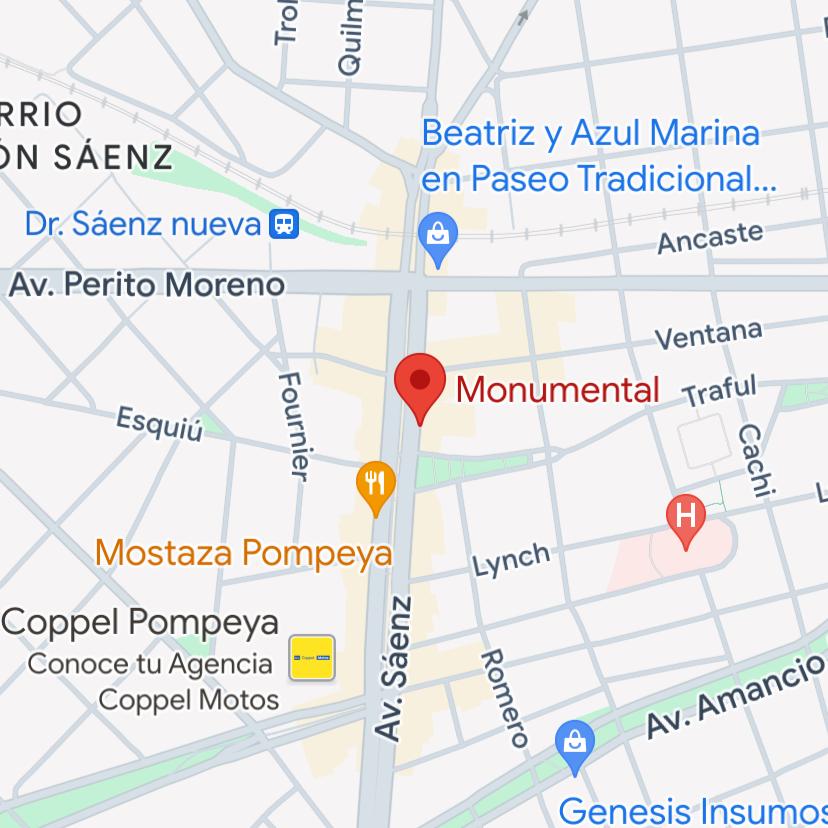 Trol
Quilm
RRIO
ÓN SÁENZ
Beatriz y Azul Marina
en Paseo Tradicional...
Dr. Sáenz nueva
Ancaste
Av. Perito Moreno
Ventana
Monumental
Traful
Fournier
Esquiú
Cachi
H
Mostaza Pompeya
Lynch
Coppel Pompeya
Conoce tu Agencia
Coppel Motos
Av. Sáenz
Romero
Av. Amancio
Genesis Insumos